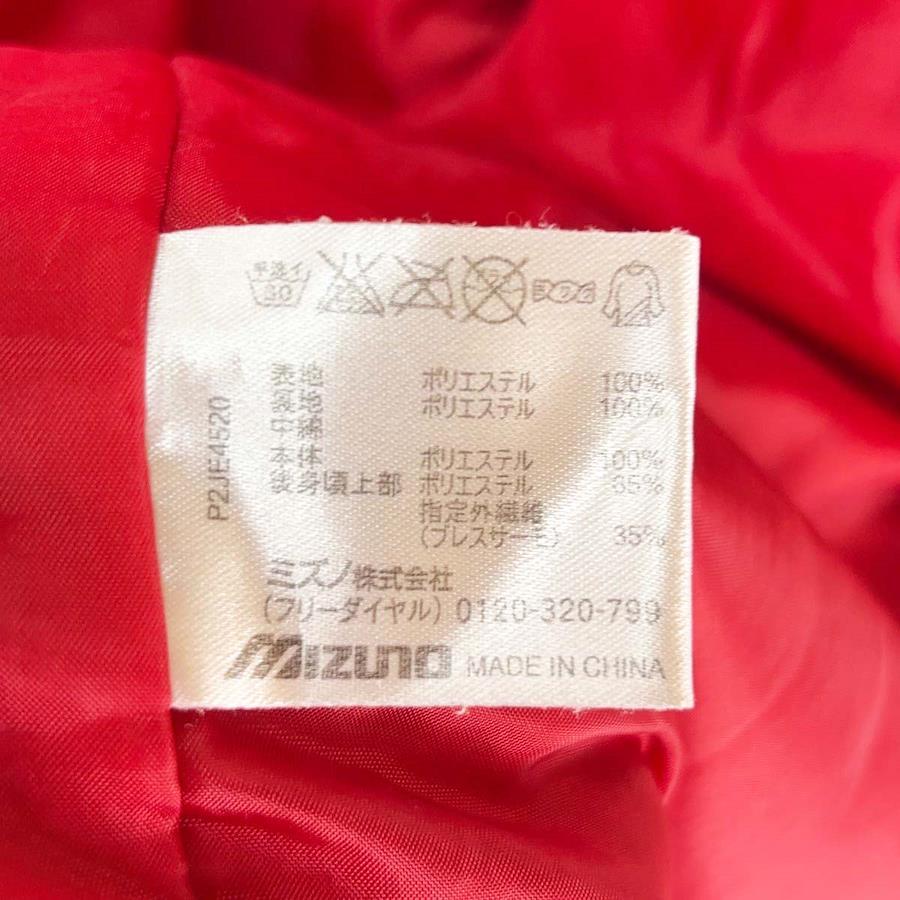 手洗イ
30
表地 ポリエステル 100%
裏地 ポリエステル 100%
中綿
本体 ポリエステル 100%
後身頃上部 ポリエステル 65%
指定外繊維
(ブレスサーモ) 35%
ミズノ株式会社
(フリーダイヤル) 0120-320-799
mizuno MADE IN CHINA
P2JE4520